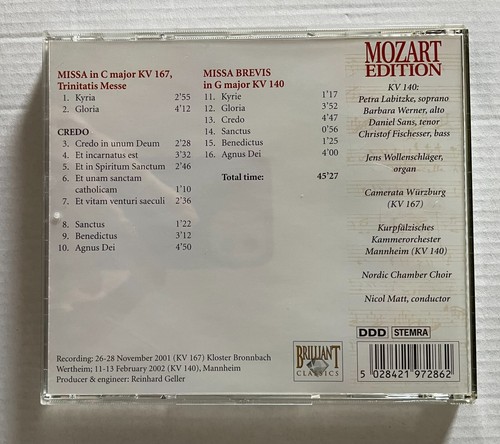 MISSA in C major KV 167,
Trinitatis Messe
1. Kyria 2'55
2. Gloria 4'12
CREDO
3. Credo in unum Deum 2'28
4. Et incarnatus est 3'32
5. Et in Spiritum Sanctum 2'46
6. Et unam sanctam
catholicam 1'10
7. Et vitam venturi saeculi 2'36
8. Sanctus 1'22
9. Benedictus 3'12
10. Agnus Dei 4'50
MISSA BREVIS
in G major KV 140
11. Kyrie 1'17
12. Gloria 3'52
13. Credo 4'47
14. Sanctus 0'56
15. Benedictus 1'25
16. Agnus Dei 4'00
Total time: 45'27
MOZART
EDITION
KV 140:
Petra Labitzke, soprano
Barbara Werner, alto
Daniel Sans, tenor
Christof Fischesser, bass
Jens Wollenschläger,
organ
Camerata Würzburg
(KV 167)
Kurpfälzisches
Kammerorchester
Mannheim (KV 140)
Nordic Chamber Choir
Nicol Matt, conductor
DDD STEMRA
5 028421 972862
Recording: 26-28 November 2001 (KV 167) Kloster Bronnbach
Wertheim; 11-13 February 2002 (KV 140), Mannheim
Producer & engineer: Reinhard Geller
BRILLIANT
CLASSICS